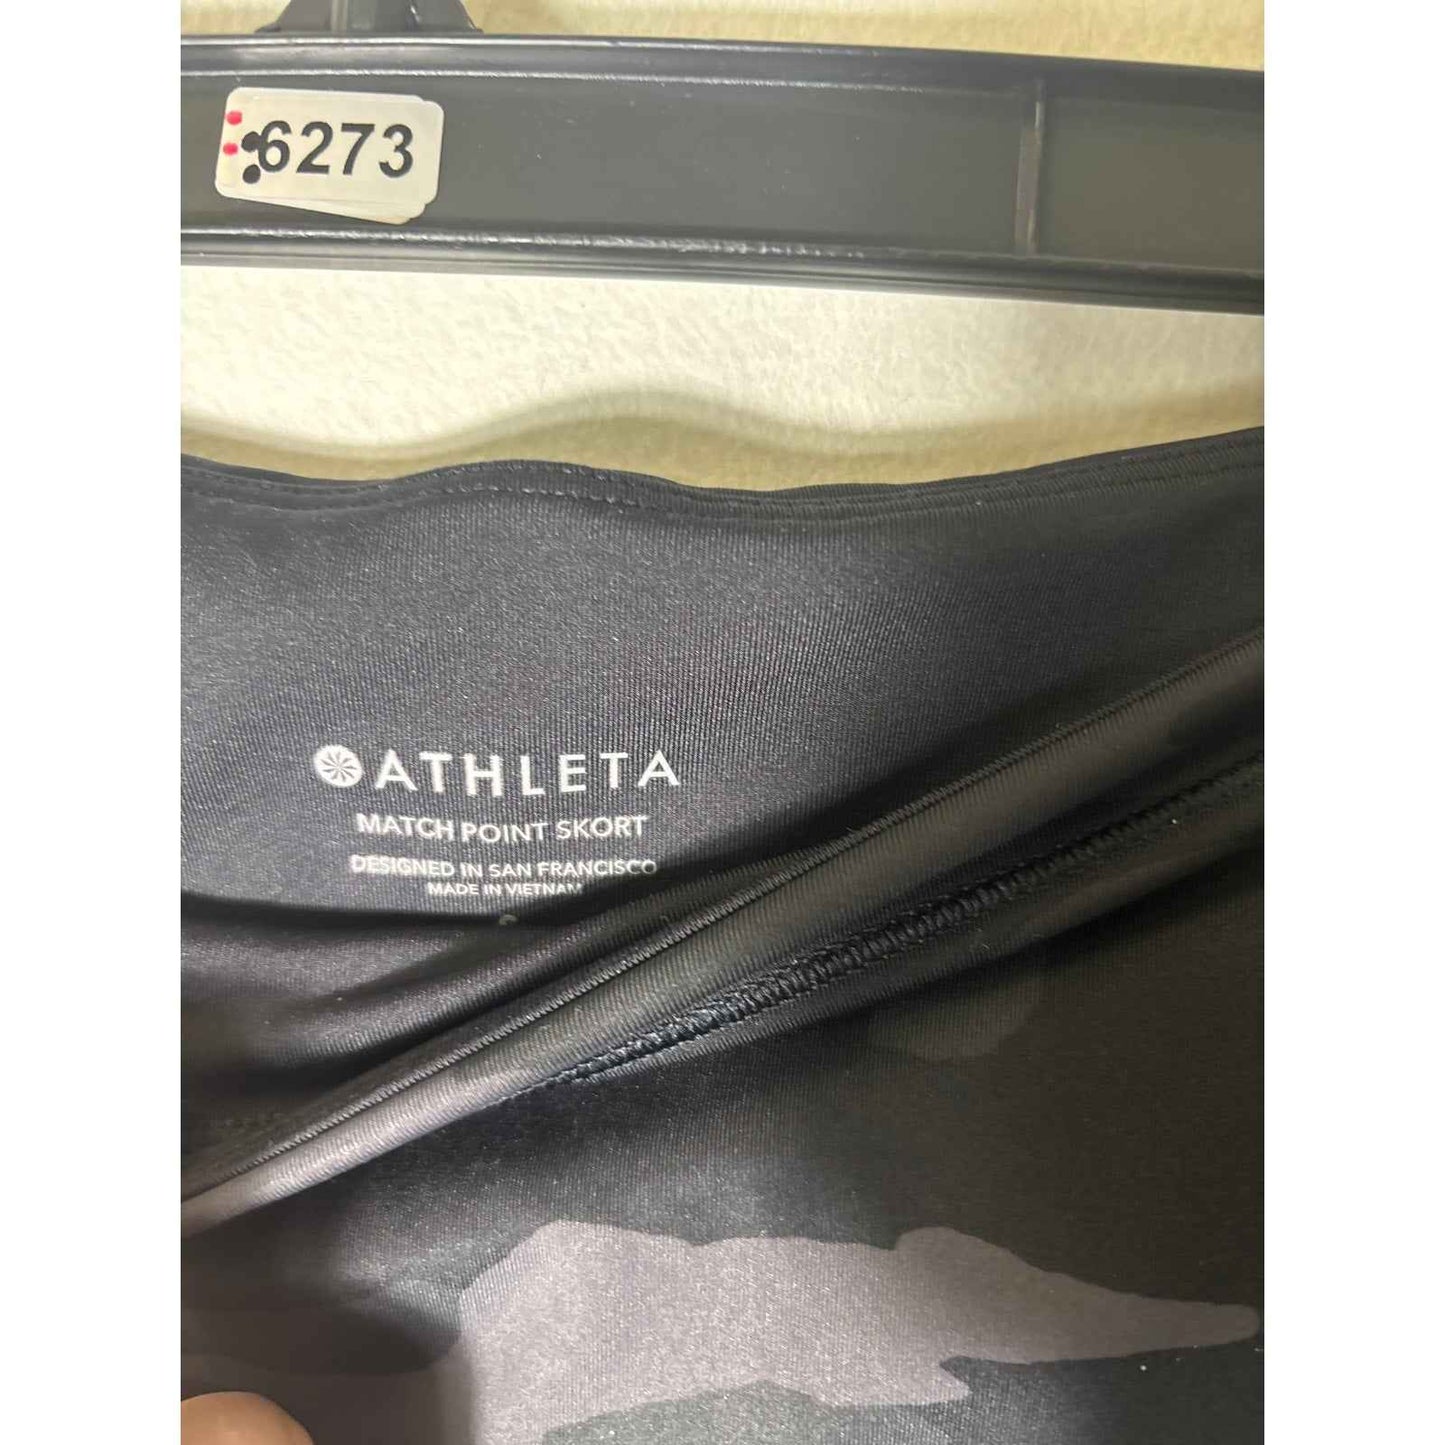 6273
ATHLETA
MATCH POINT SKORT
DESIGNED IN SAN FRANCISCO
MADE IN VIETNAM